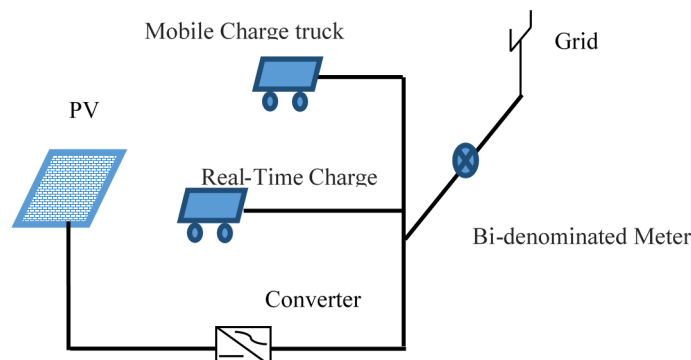 Mobile Charge truck
Grid
PV
Real-Time Charge
Bi-denominated Meter
Converter